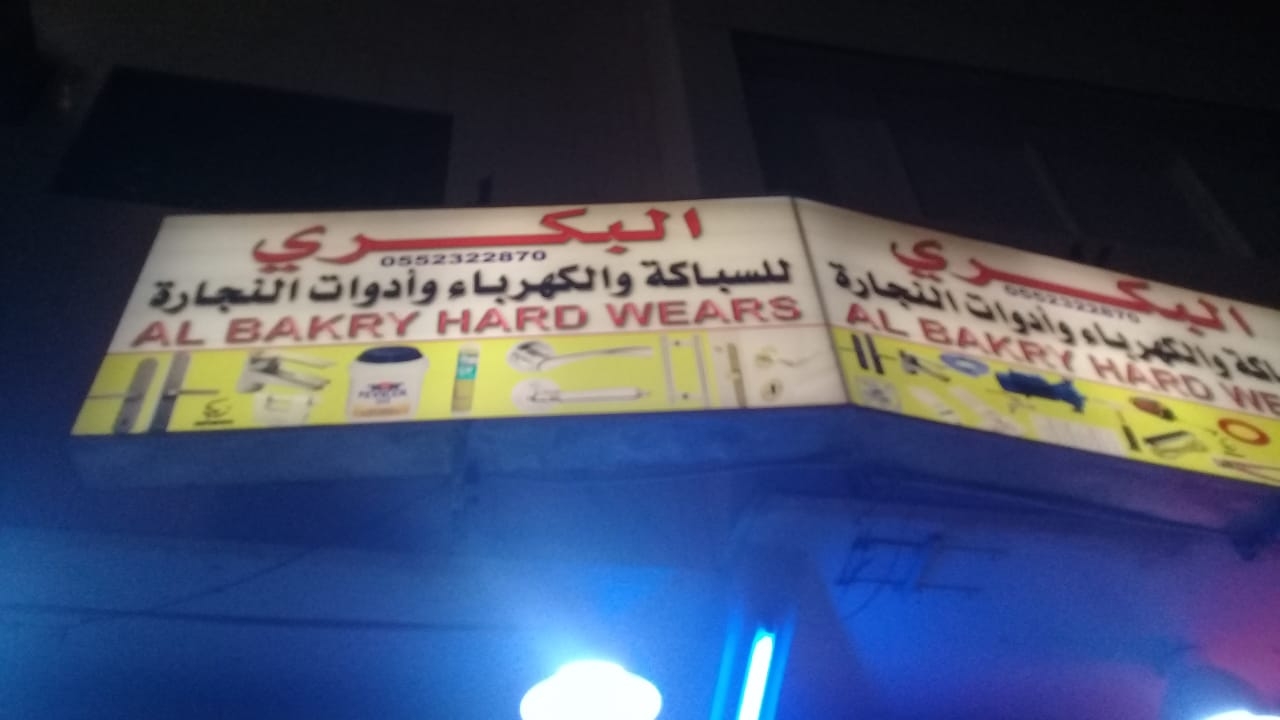 البكري
0552322870
للسباكة والكهرباء وأدوات النجارة
AL BAKRY HARD WEARS
البكري
0552322870
للسباكة والكهرباء وأدوات النجارة
AL BAKRY HARD WE